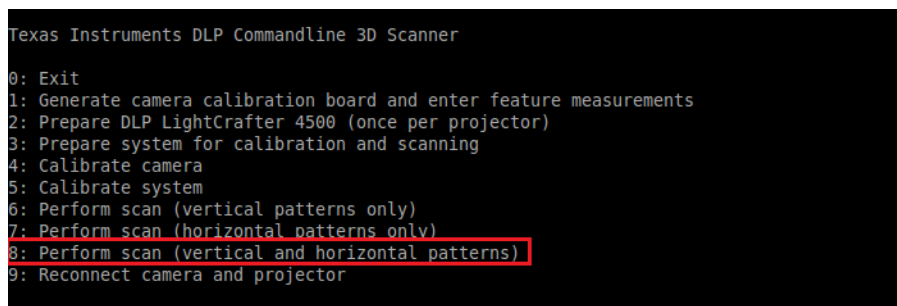 Texas Instruments DLP Commandline 3D Scanner
0: Exit
1: Generate camera calibration board and enter feature measurements
2: Prepare DLP LightCrafter 4500 (once per projector)
3: Prepare system for calibration and scanning
4: Calibrate camera
5: Calibrate system
6: Perform scan (vertical patterns only)
7: Perform scan (horizontal patterns only)
8: Perform scan (vertical and horizontal patterns)
9: Reconnect camera and projector